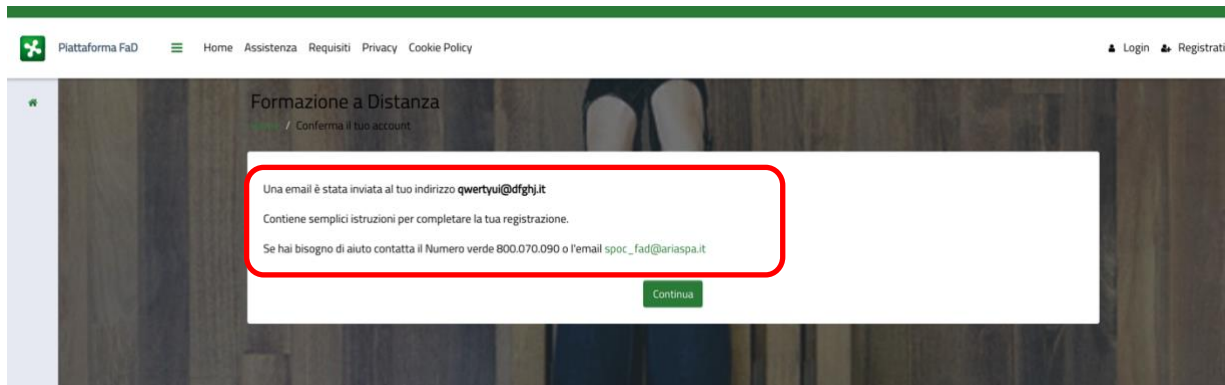 Piattaforma FaD Home Assistenza Requisiti Privacy Cookie Policy Login Registrati
Formazione a Distanza
/ Conferma il tuo account
Una email è stata inviata al tuo indirizzo qwertyui@dfghj.it
Contiene semplici istruzioni per completare la tua registrazione.
Se hai bisogno di aiuto contatta il Numero verde 800.070.090 o l'email spoc_fad@ariaspa.it
Continua